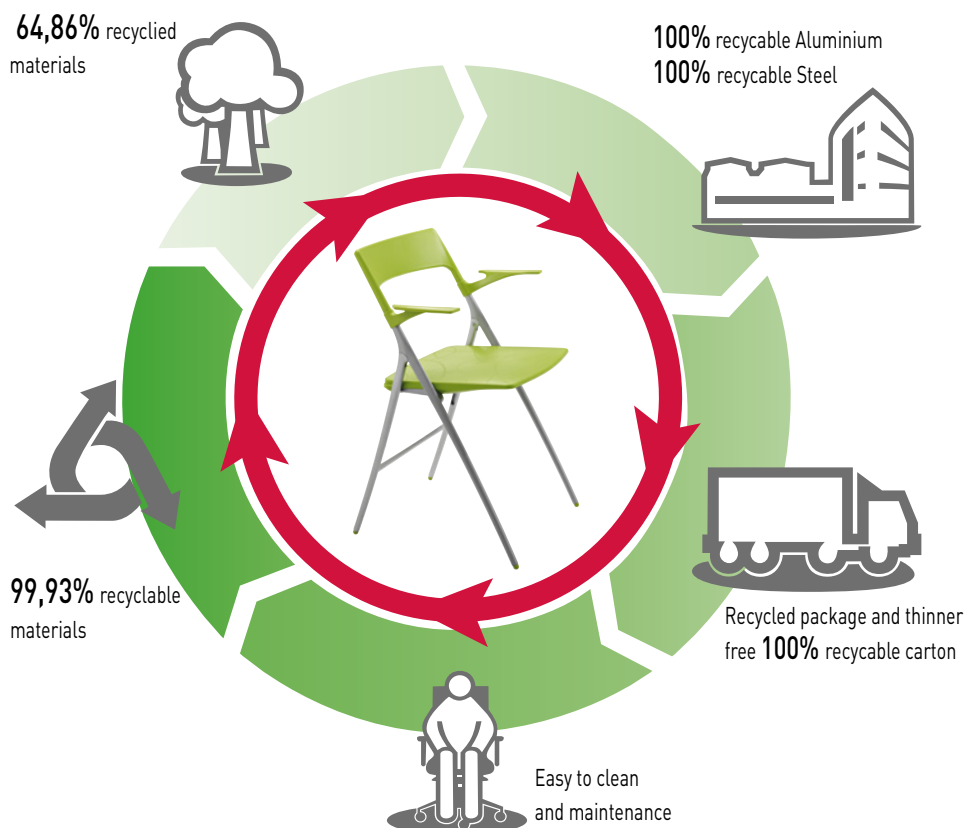 64,86% recyclied
materials
100% recycable Aluminium
100% recycable Steel
Recycled package and thinner
free 100% recycable carton
Easy to clean
and maintenance
99,93% recyclable
materials